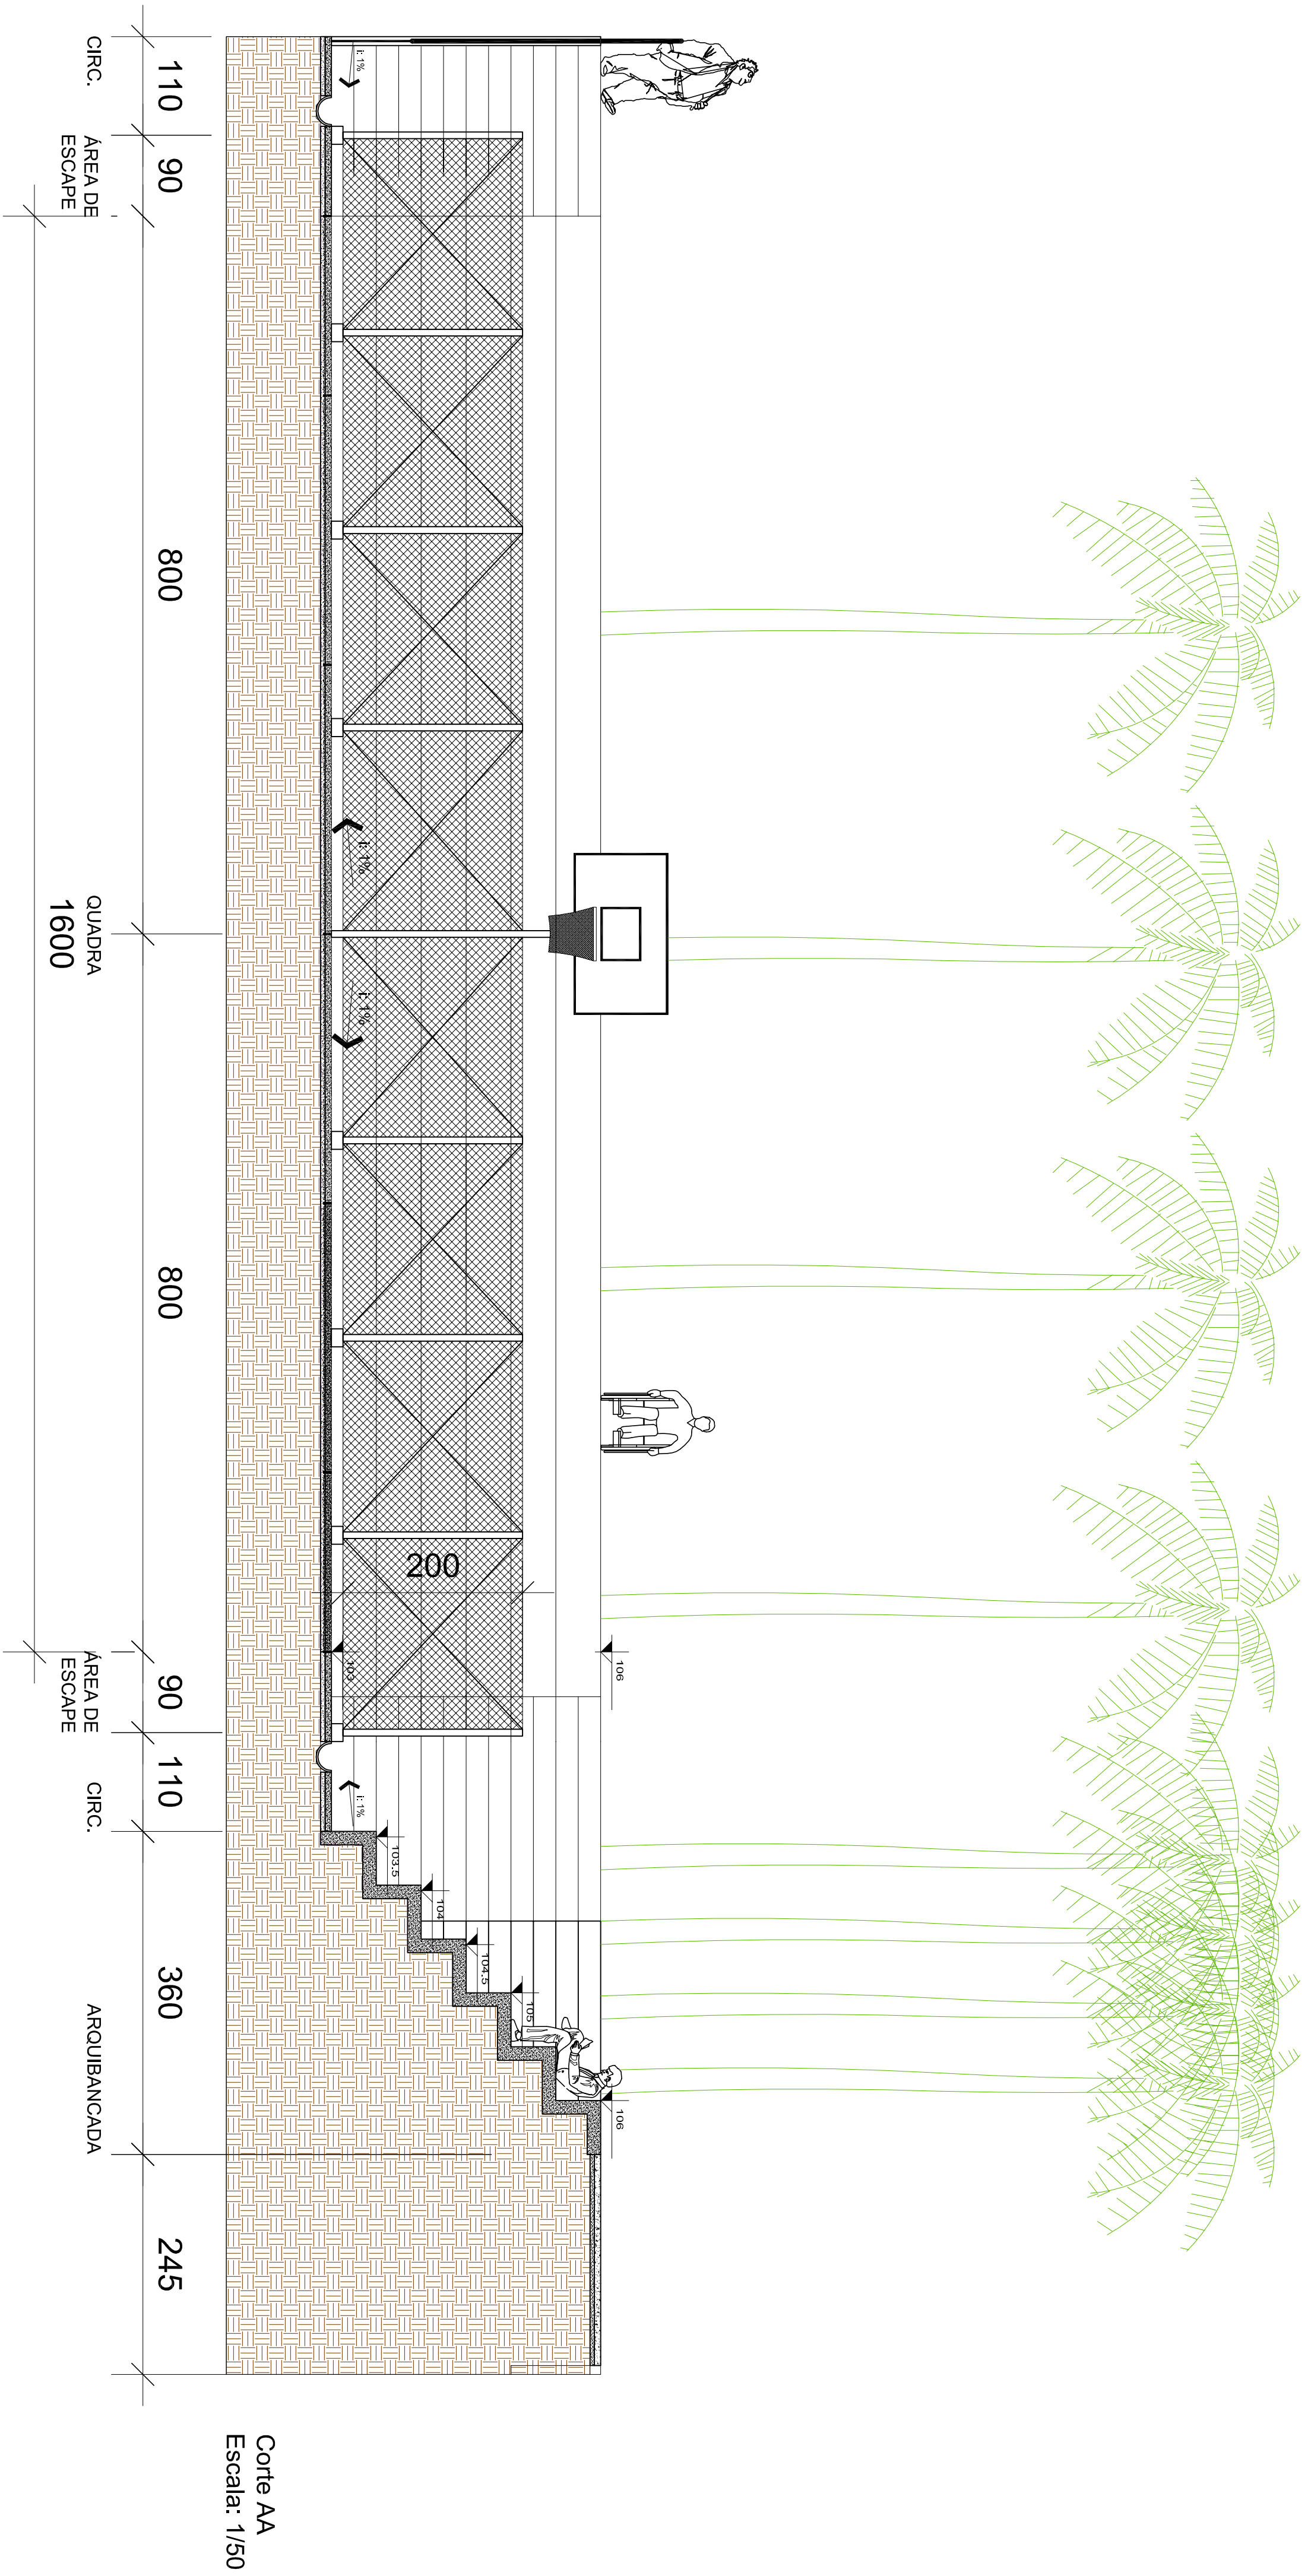 106
106
105
104.5
104
103.5
103
200
i: 1%
i: 1%
i: 1%
i: 1%
110
90
800
800
90
110
360
245
CIRC.
ÁREA DE
ESCAPE
QUADRA
1600
ÁREA DE
ESCAPE
CIRC.
ARQUIBANCADA
Corte AA
Escala: 1/50